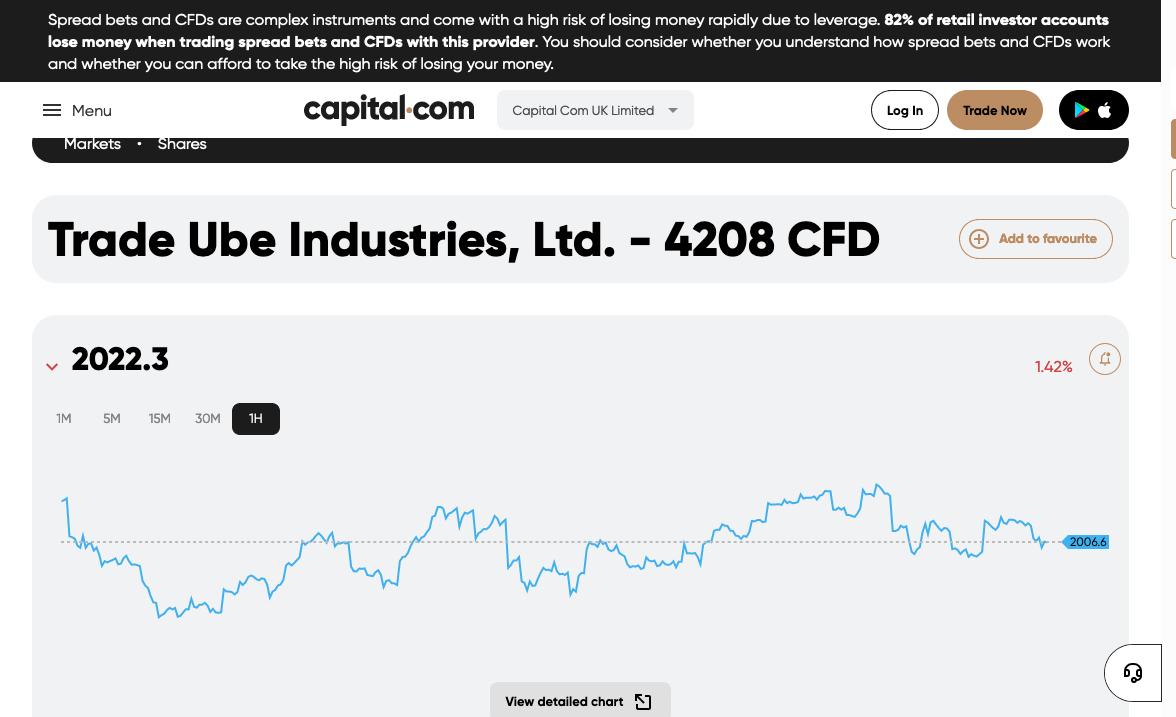 Spread bets and CFDs are complex instruments and come with a high risk of losing money rapidly due to leverage. 82% of retail investor accounts
lose money when trading spread bets and CFDs with this provider. You should consider whether you understand how spread bets and CFDs work
and whether you can afford to take the high risk of losing your money.
Menu
capital.com
Capital Com UK Limited
Log In
Trade Now
Markets • Shares
Trade Ube Industries, Ltd. - 4208 CFD
Add to favourite
2022.3
1.42%
1M 5M 15M 30M 1H
2006.6
View detailed chart